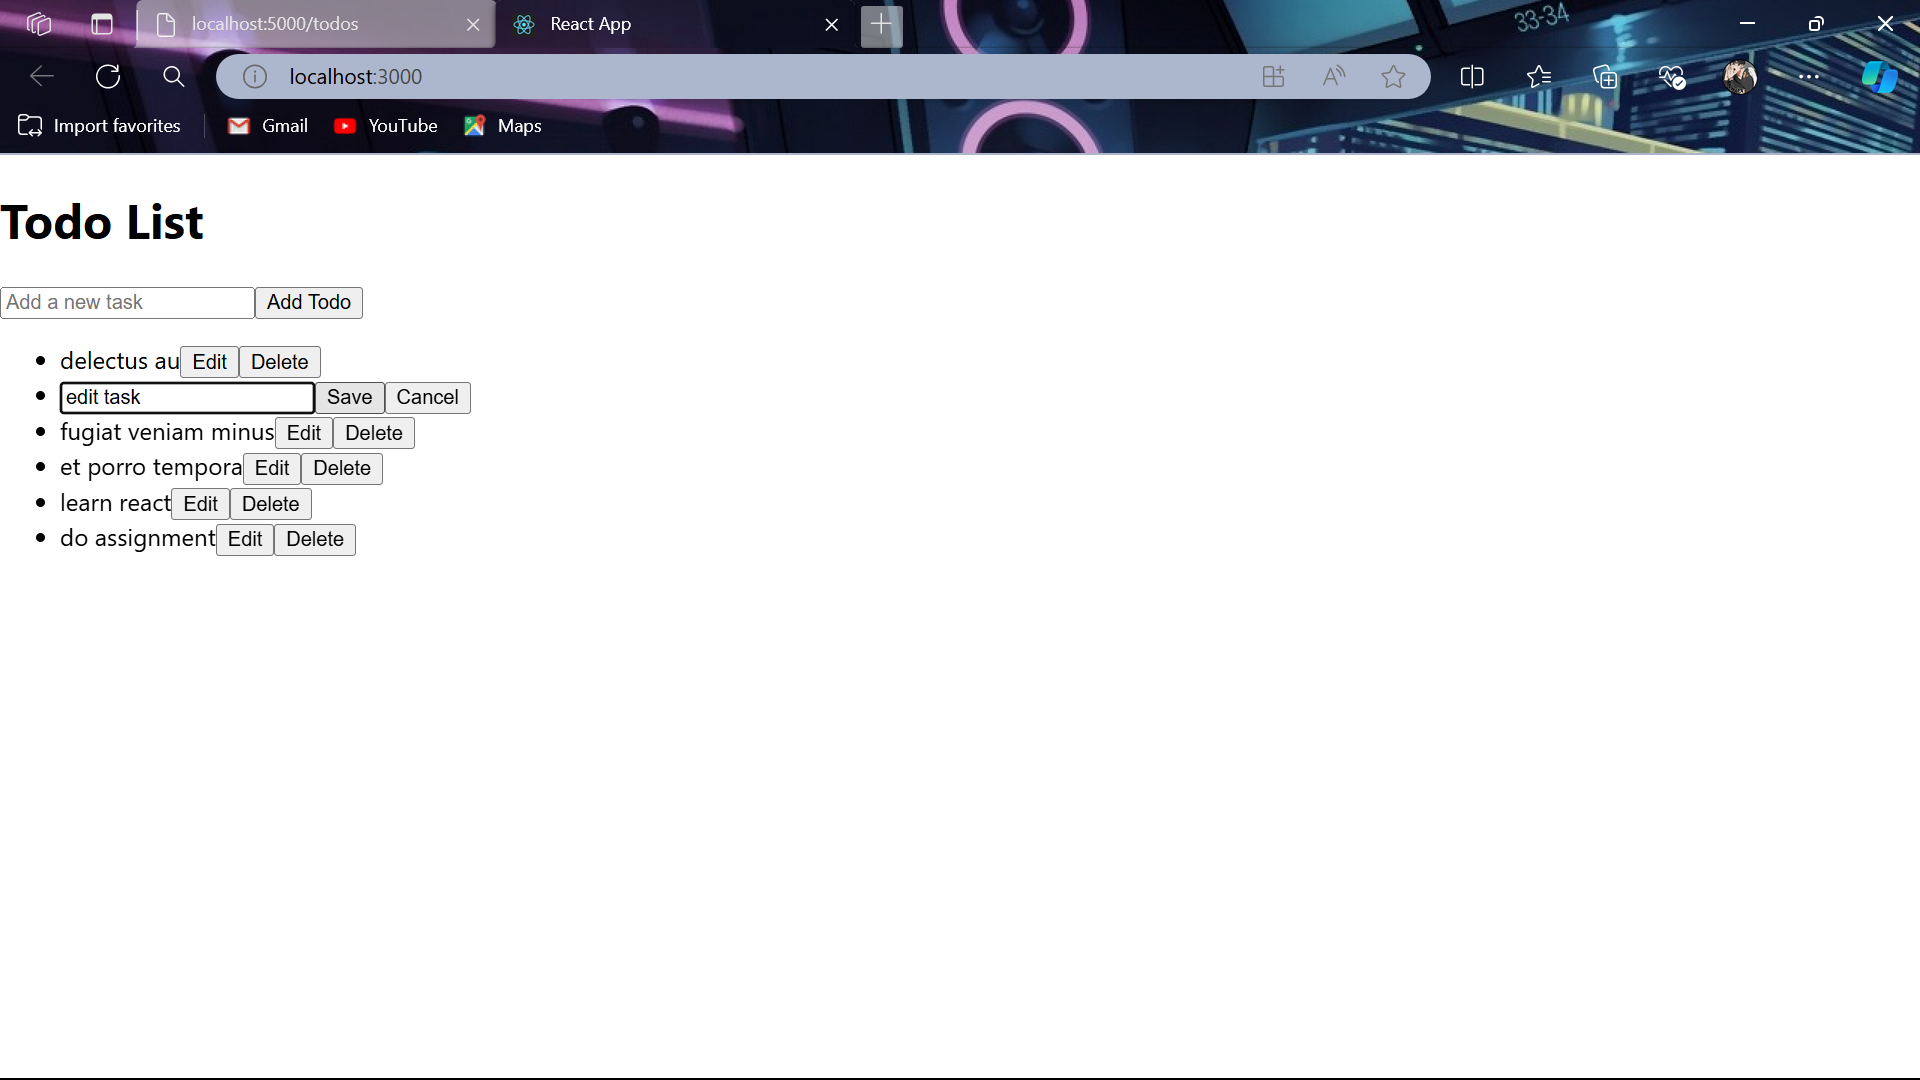 localhost:5000/todos
React App
33-34
localhost:3000
Import favorites
Gmail
YouTube
Maps
Todo List
Add a new task
Add Todo
delectus au Edit Delete
edit task Save Cancel
fugiat veniam minus Edit Delete
et porro tempora Edit Delete
learn react Edit Delete
do assignment Edit Delete